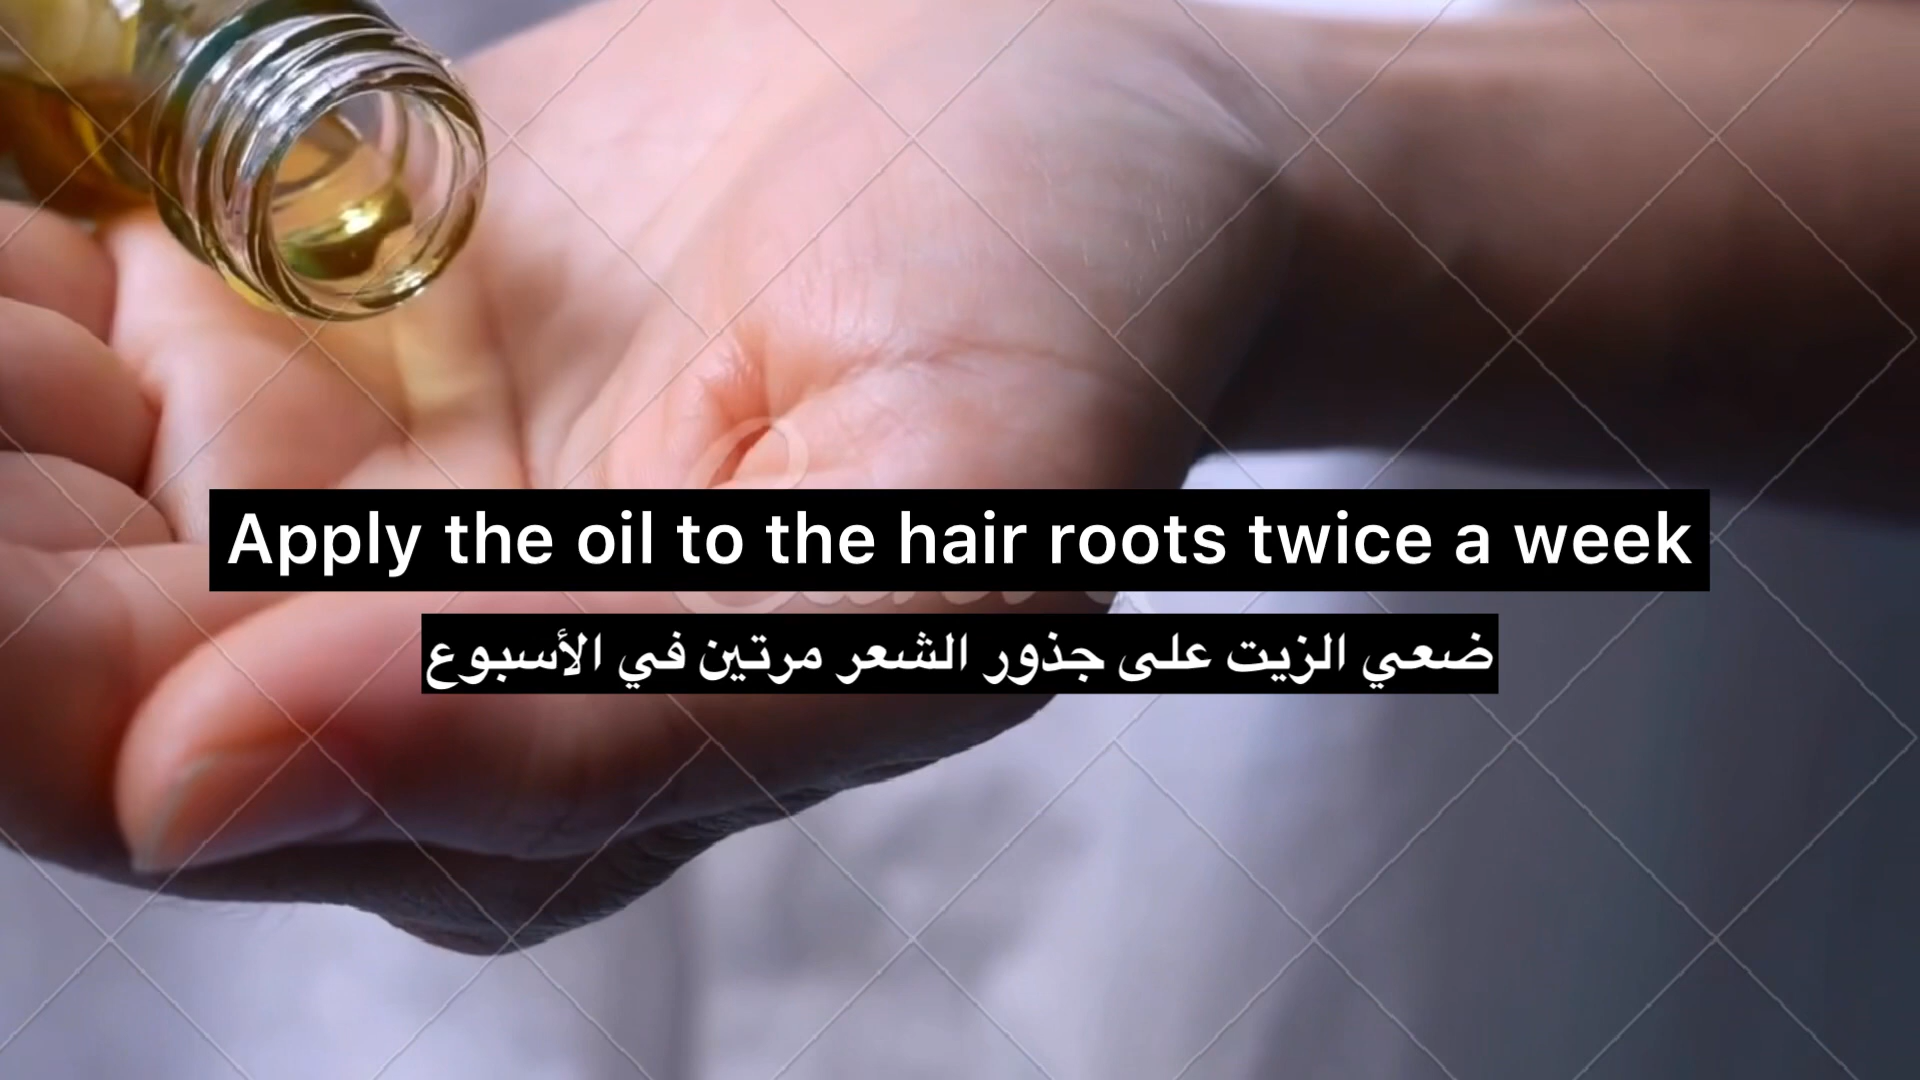 Apply the oil to the hair roots twice a week
ضعي الزيت على جذور الشعر مرتين في الأسبوع